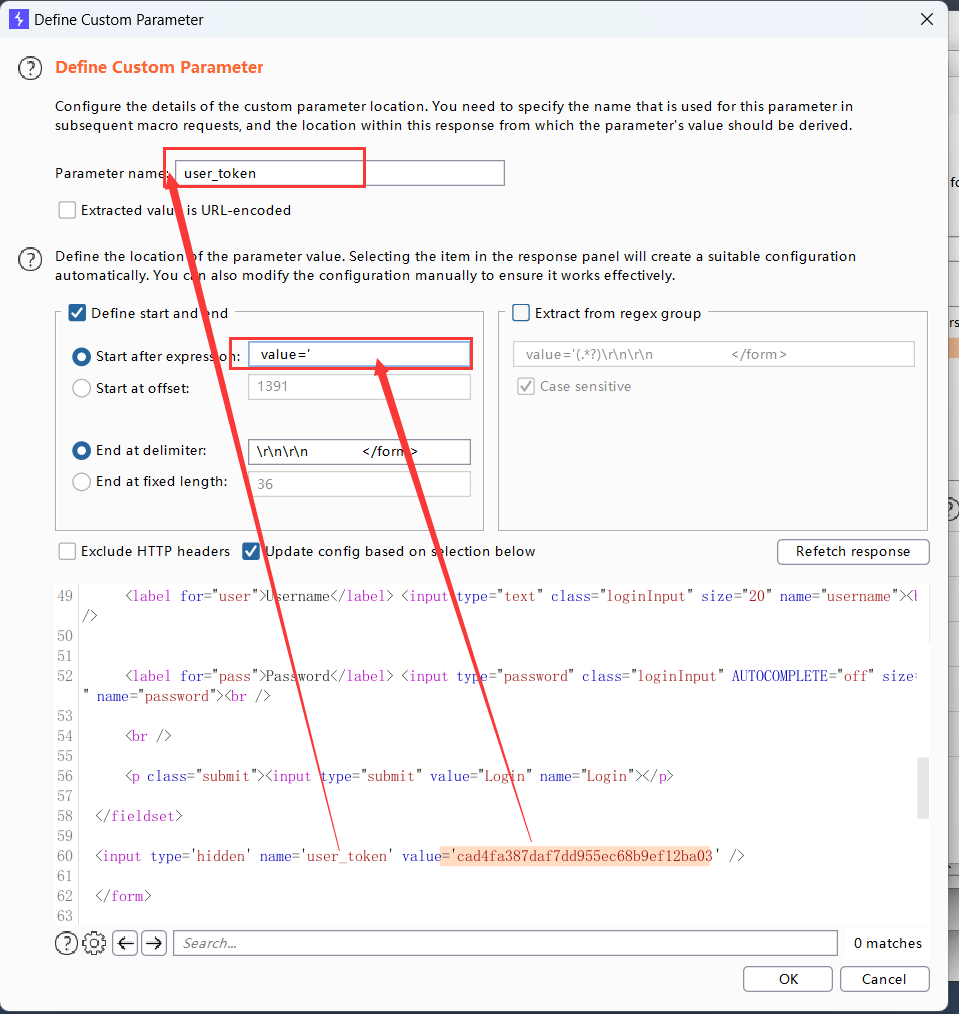 Define Custom Parameter
Define Custom Parameter
Configure the details of the custom parameter location. You need to specify the name that is used for this parameter in
subsequent macro requests, and the location within this response from which the parameter's value should be derived.
Parameter name: user_token
Extracted value is URL-encoded
Define the location of the parameter value. Selecting the item in the response panel will create a suitable configuration
automatically. You can also modify the configuration manually to ensure it works effectively.
Define start and end
Start after expression: value='
Start at offset: 1391
End at delimiter: \r\n\r\n </form>
End at fixed length: 36
Extract from regex group
value='(.*?)\r\n\r\n </form>
Case sensitive
Exclude HTTP headers Update config based on selection below Refetch response
49 <label for="user">Username</label> <input type="text" class="loginInput" size="20" name="username"><b
/>
50
51
52 <label for="pass">Password</label> <input type="password" class="loginInput" AUTOCOMPLETE="off" size=
" name="password"><br />
53
54 <br />
55
56 <p class="submit"><input type="submit" value="Login" name="Login"></p>
57
58 </fieldset>
59
60 <input type='hidden' name='user_token' value='cad4fa387daf7dd955ec68b9ef12ba03' />
61
62 </form>
63
Search... 0 matches
OK Cancel